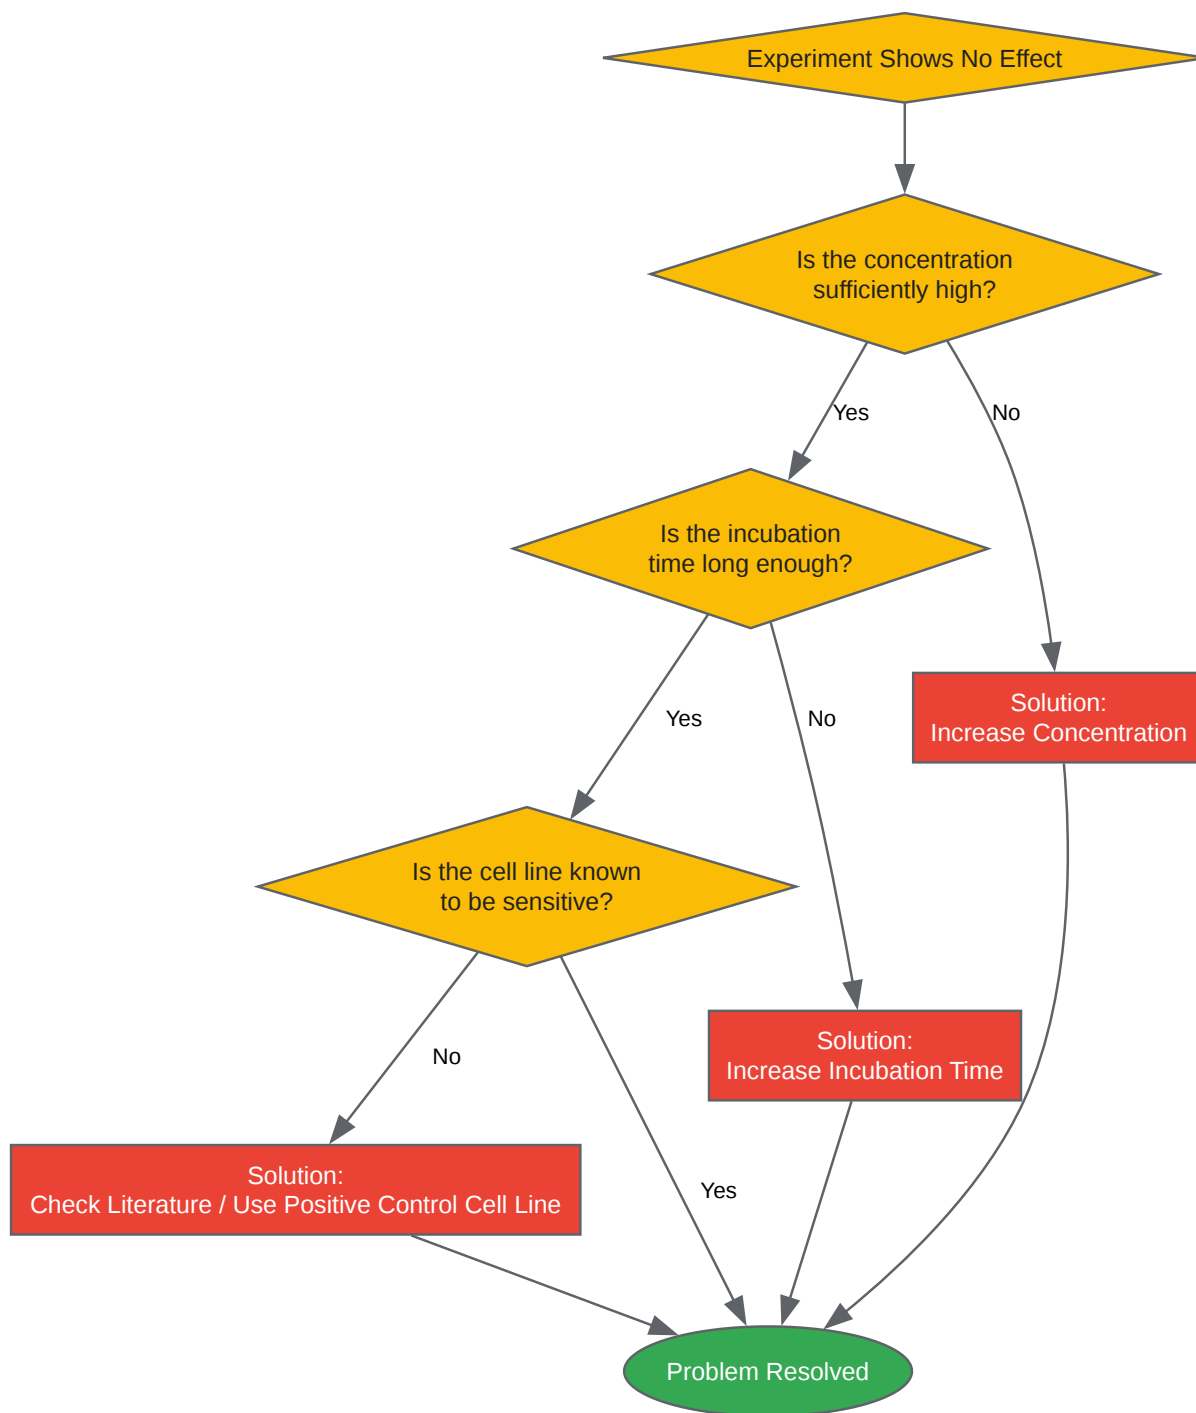 Experiment Shows No Effect
Is the concentration
sufficiently high?
Yes
No
Is the incubation
time long enough?
Solution:
Increase Concentration
Yes
No
Is the cell line known
to be sensitive?
Solution:
Increase Incubation Time
No
Solution:
Check Literature / Use Positive Control Cell Line
Yes
Problem Resolved